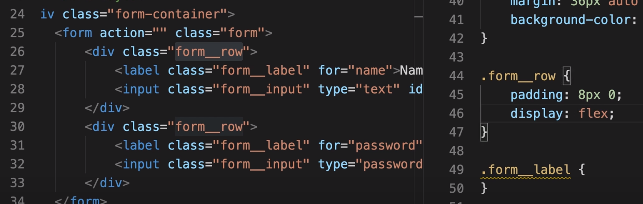 24 iv class="form-container">
25 <form action="" class="form">
26 <div class="form__row">
27 <label class="form__label" for="name">Nam
28 <input class="form__input" type="text" id
29 </div>
30 <div class="form__row">
31 <label class="form__label" for="password"
32 <input class="form__input" type="password
33 </div>
34 </form>
40 margin: 36px auto
41 background-color:
42 }
43
44 .form__row {
45 padding: 8px 0;
46 display: flex;
47 }
48
49 .form__label {
50 }